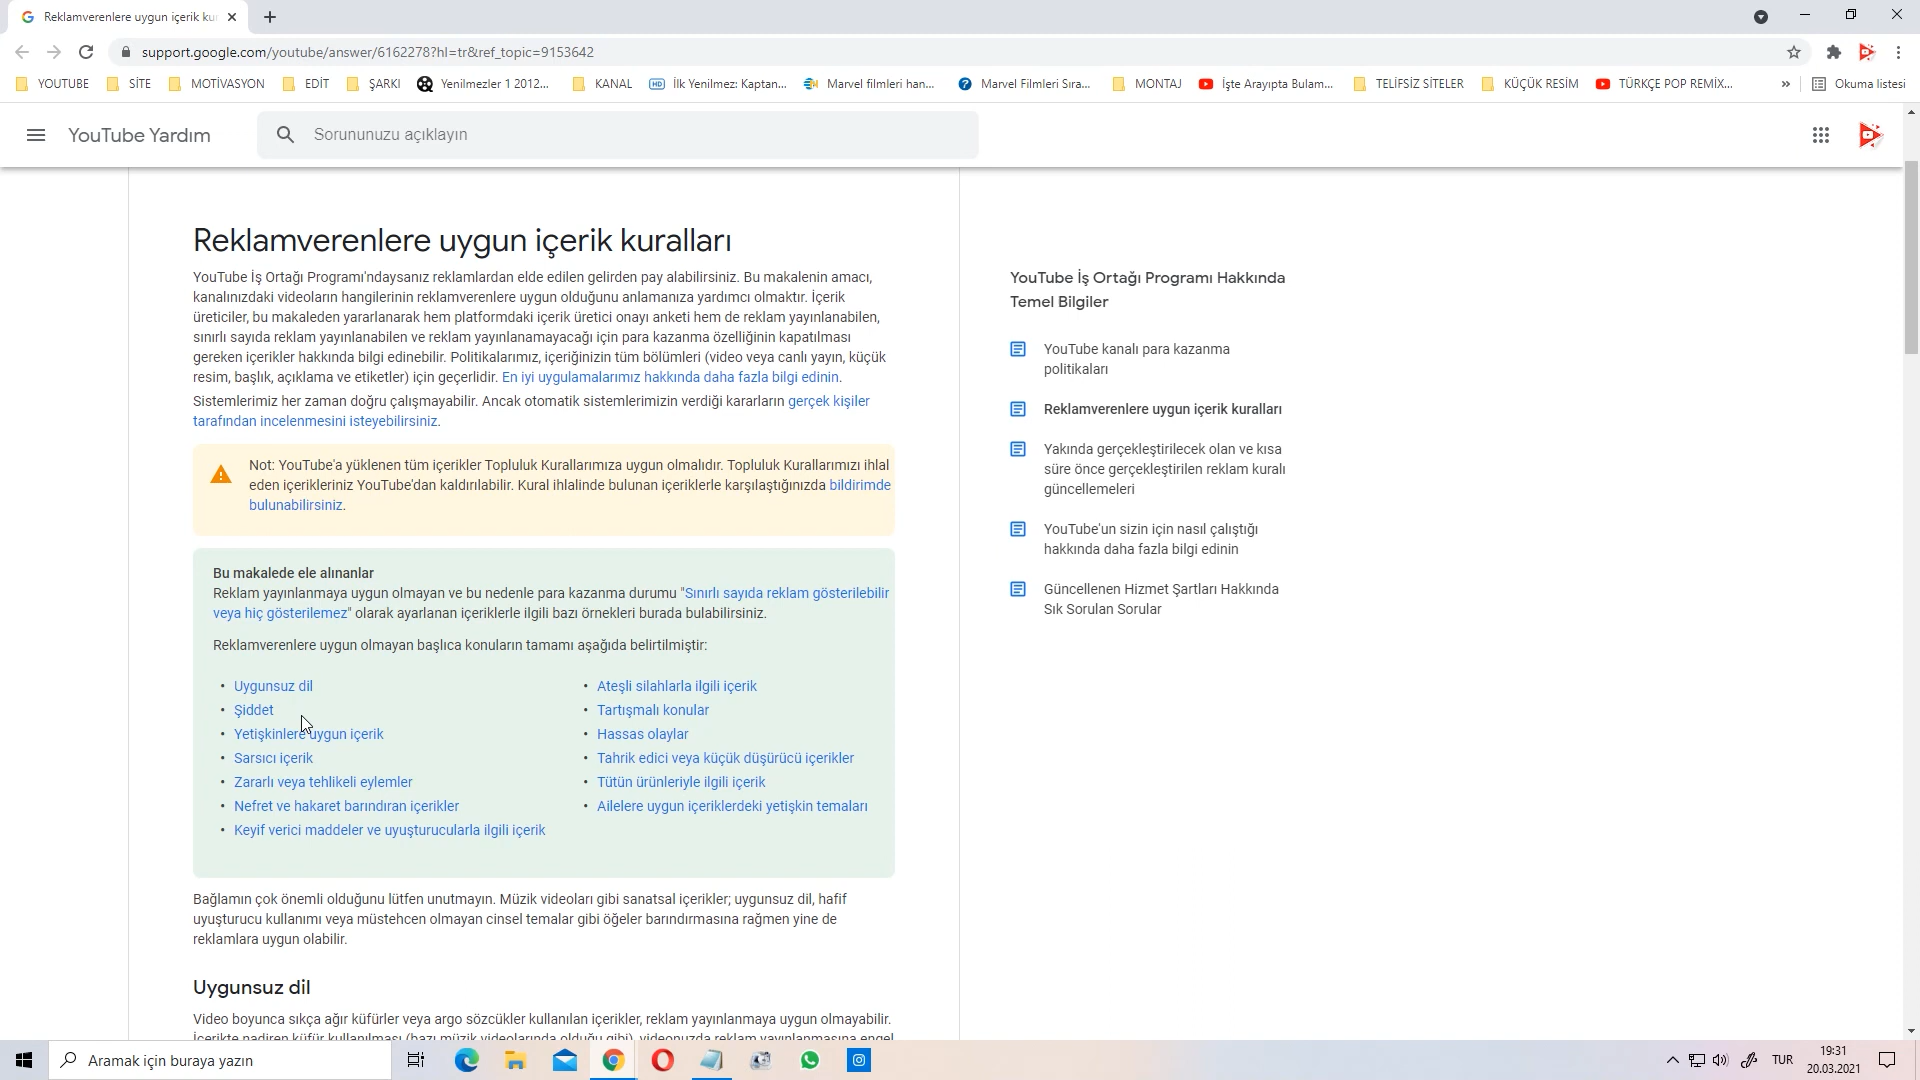 Reklamverenlere uygun içerik ku
support.google.com/youtube/answer/6162278?hl=tr&ref_topic=9153642
YOUTUBE
SİTE
MOTİVASYON
EDİT
ŞARKI
Yenilmezler 1 2012...
KANAL
İlk Yenilmez: Kaptan...
Marvel filmleri han...
Marvel Filmleri Sıra...
MONTAJ
İşte Arayıpta Bulam...
TELİFSİZ SİTELER
KÜÇÜK RESİM
TÜRKÇE POP REMİX...
»
Okuma listesi
YouTube Yardım
Sorununuzu açıklayın
Reklamverenlere uygun içerik kuralları
YouTube İş Ortağı Programı'ndaysanız reklamlardan elde edilen gelirden pay alabilirsiniz. Bu makalenin amacı,
kanalınızdaki videoların hangilerinin reklamverenlere uygun olduğunu anlamanıza yardımcı olmaktır. İçerik
üreticiler, bu makaleden yararlanarak hem platformdaki içerik üretici onayı anketi hem de reklam yayınlanabilen,
sınırlı sayıda reklam yayınlanabilen ve reklam yayınlanamayacağı için para kazanma özelliğinin kapatılması
gereken içerikler hakkında bilgi edinebilir. Politikalarımız, içeriğinizin tüm bölümleri (video veya canlı yayın, küçük
resim, başlık, açıklama ve etiketler) için geçerlidir. En iyi uygulamalarımız hakkında daha fazla bilgi edinin.
Sistemlerimiz her zaman doğru çalışmayabilir. Ancak otomatik sistemlerimizin verdiği kararların gerçek kişiler
tarafından incelenmesini isteyebilirsiniz.
Not: YouTube'a yüklenen tüm içerikler Topluluk Kurallarımıza uygun olmalıdır. Topluluk Kurallarımızı ihlal
eden içerikleriniz YouTube'dan kaldırılabilir. Kural ihlalinde bulunan içeriklerle karşılaştığınızda bildirimde
bulunabilirsiniz.
Bu makalede ele alınanlar
Reklam yayınlanmaya uygun olmayan ve bu nedenle para kazanma durumu "Sınırlı sayıda reklam gösterilebilir
veya hiç gösterilemez" olarak ayarlanan içeriklerle ilgili bazı örnekleri burada bulabilirsiniz.
Reklamverenlere uygun olmayan başlıca konuların tamamı aşağıda belirtilmiştir:
• Uygunsuz dil
• Şiddet
• Yetişkinlere uygun içerik
• Sarsıcı içerik
• Zararlı veya tehlikeli eylemler
• Nefret ve hakaret barındıran içerikler
• Keyif verici maddeler ve uyuşturucularla ilgili içerik
• Ateşli silahlarla ilgili içerik
• Tartışmalı konular
• Hassas olaylar
• Tahrik edici veya küçük düşürücü içerikler
• Tütün ürünleriyle ilgili içerik
• Ailelere uygun içeriklerdeki yetişkin temaları
Bağlamın çok önemli olduğunu lütfen unutmayın. Müzik videoları gibi sanatsal içerikler; uygunsuz dil, hafif
uyuşturucu kullanımı veya müstehcen olmayan cinsel temalar gibi öğeler barındırmasına rağmen yine de
reklamlara uygun olabilir.
Uygunsuz dil
Video boyunca sıkça ağır küfürler veya argo sözcükler kullanılan içerikler, reklam yayınlanmaya uygun olmayabilir.
İçerikte nadiren küfür kullanılması (bazı müzik videolarında olduğu gibi), videonuzda reklam yayınlanmasına engel
YouTube İş Ortağı Programı Hakkında
Temel Bilgiler
YouTube kanalı para kazanma
politikaları
Reklamverenlere uygun içerik kuralları
Yakında gerçekleştirilecek olan ve kısa
süre önce gerçekleştirilen reklam kuralı
güncellemeleri
YouTube'un sizin için nasıl çalıştığı
hakkında daha fazla bilgi edinin
Güncellenen Hizmet Şartları Hakkında
Sık Sorulan Sorular
Aramak için buraya yazın
TUR
19:31
20.03.2021